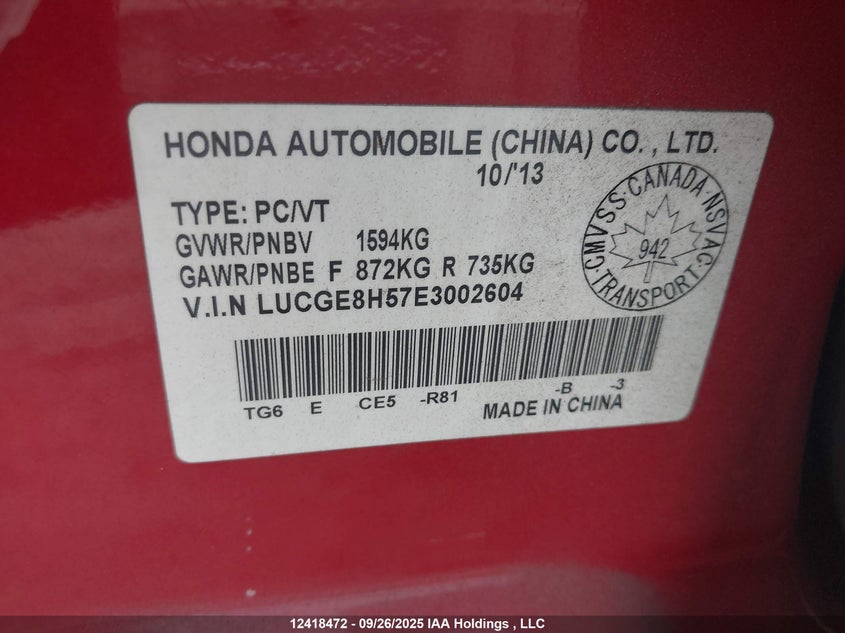 HONDA AUTOMOBILE (CHINA) CO., LTD.
10/'13
TYPE: PC/VT
GVWR/PNBV 1594KG
GAWR/PNBE F 872KG R 735KG
V.I.N LUCGE8H57E3002604
CMVSS·CANADA·NSVAC·TRANSPORT·
942
TG6 E CE5 -R81 -B -3
MADE IN CHINA
12418472 - 09/26/2025 IAA Holdings , LLC